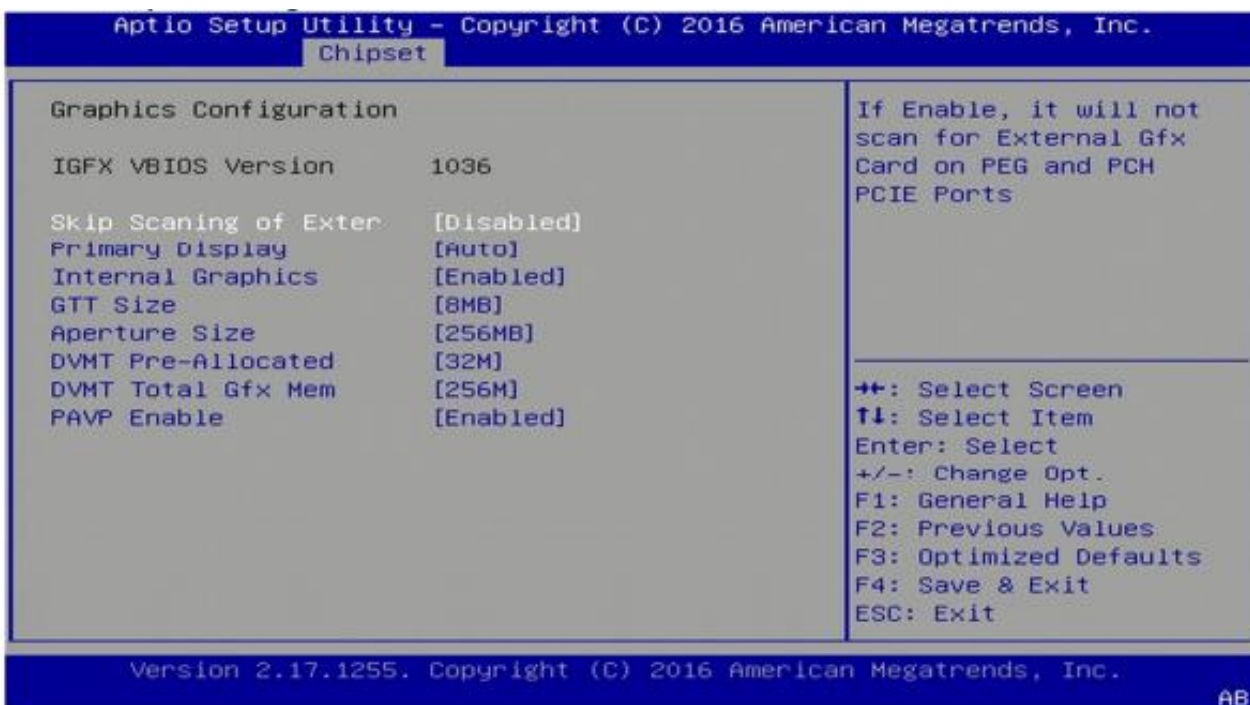 Aptio Setup Utility – Copyright (C) 2016 American Megatrends, Inc.
Chipset
Graphics Configuration
IGFX VBIOS Version 1036
Skip Scaning of Exter [Disabled]
Primary Display [Auto]
Internal Graphics [Enabled]
GTT Size [8MB]
Aperture Size [256MB]
DVMT Pre-Allocated [32M]
DVMT Total Gfx Mem [256M]
PAVP Enable [Enabled]
If Enable, it will not
scan for External Gfx
Card on PEG and PCH
PCIE Ports
→←: Select Screen
↑↓: Select Item
Enter: Select
+/-: Change Opt.
F1: General Help
F2: Previous Values
F3: Optimized Defaults
F4: Save & Exit
ESC: Exit
Version 2.17.1255. Copyright (C) 2016 American Megatrends, Inc.
AB